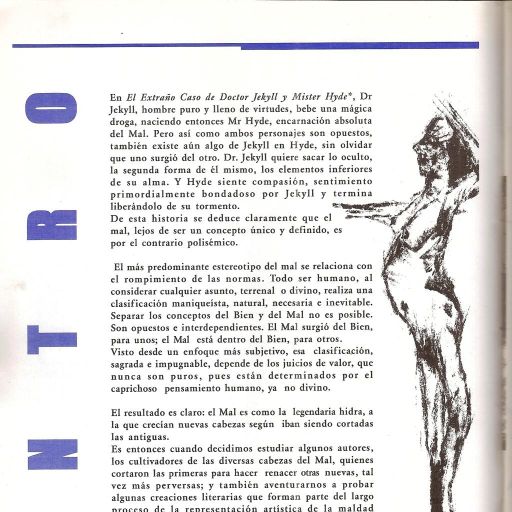 En El Extraño Caso de Doctor Jekyll y Mister Hyde*, Dr
Jekyll, hombre puro y lleno de virtudes, bebe una mágica
droga, naciendo entonces Mr Hyde, encarnación absoluta
del Mal. Pero así como ambos personajes son opuestos,
también existe aún algo de Jekyll en Hyde, sin olvidar
que uno surgió del otro. Dr. Jekyll quiere sacar lo oculto,
la segunda forma de él mismo, los elementos inferiores
de su alma. Y Hyde siente compasión, sentimiento
primordialmente bondadoso por Jekyll y termina
liberándolo de su tormento.
De esta historia se deduce claramente que el
mal, lejos de ser un concepto único y definido, es
por el contrario polisémico.
El más predominante estereotipo del mal se relaciona con
el rompimiento de las normas. Todo ser humano, al
considerar cualquier asunto, terrenal o divino, realiza una
clasificación maniqueísta, natural, necesaria e inevitable.
Separar los conceptos del Bien y del Mal no es posible.
Son opuestos e interdependientes. El Mal surgió del Bien,
para unos; el Mal está dentro del Bien, para otros.
Visto desde un enfoque más subjetivo, esa clasificación,
sagrada e impugnable, depende de los juicios de valor, que
nunca son puros, pues están determinados por el
caprichoso pensamiento humano, ya no divino.
El resultado es claro: el Mal es como la legendaria hidra, a
la que crecían nuevas cabezas según iban siendo cortadas
las antiguas.
Es entonces cuando decidimos estudiar algunos autores,
los cultivadores de las diversas cabezas del Mal, quienes
cortaron las primeras para hacer renacer otras nuevas, tal
vez más perversas; y también aventurarnos a probar
algunas creaciones literarias que forman parte del largo
proceso de la representación artística de la maldad
N T R O